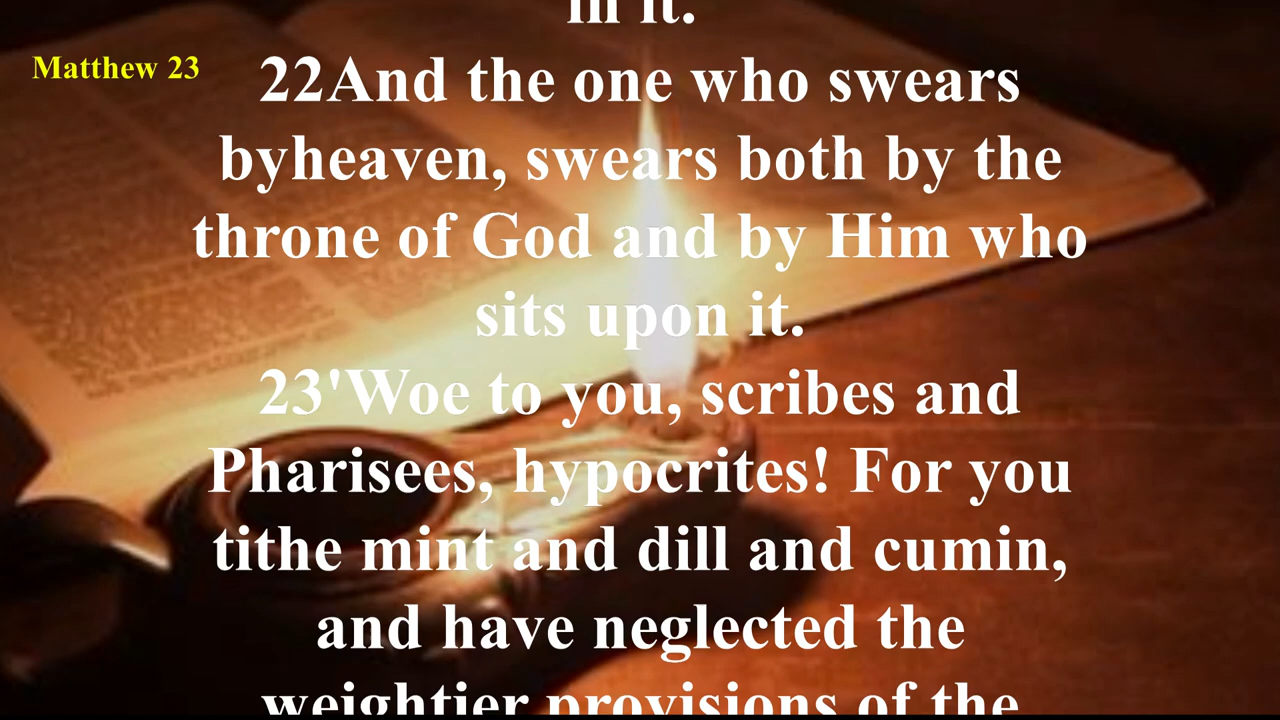 in it.
Matthew 23
22And the one who swears
byheaven, swears both by the
throne of God and by Him who
sits upon it.
23'Woe to you, scribes and
Pharisees, hypocrites! For you
tithe mint and dill and cumin,
and have neglected the
weightier provisions of the